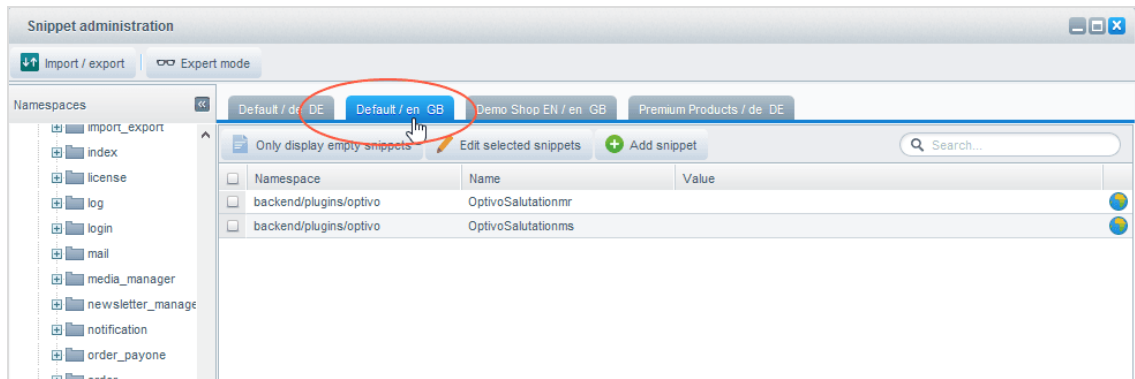 Snippet administration
Import / export Expert mode
Namespaces
import_export
index
license
log
login
mail
media_manager
newsletter_manage
notification
order_payone
order
Default / de_DE Default / en_GB Demo Shop EN / en_GB Premium Products / de_DE
Only display empty snippets Edit selected snippets Add snippet Search...
Namespace Name Value
backend/plugins/optivo OptivoSalutationmr
backend/plugins/optivo OptivoSalutationms